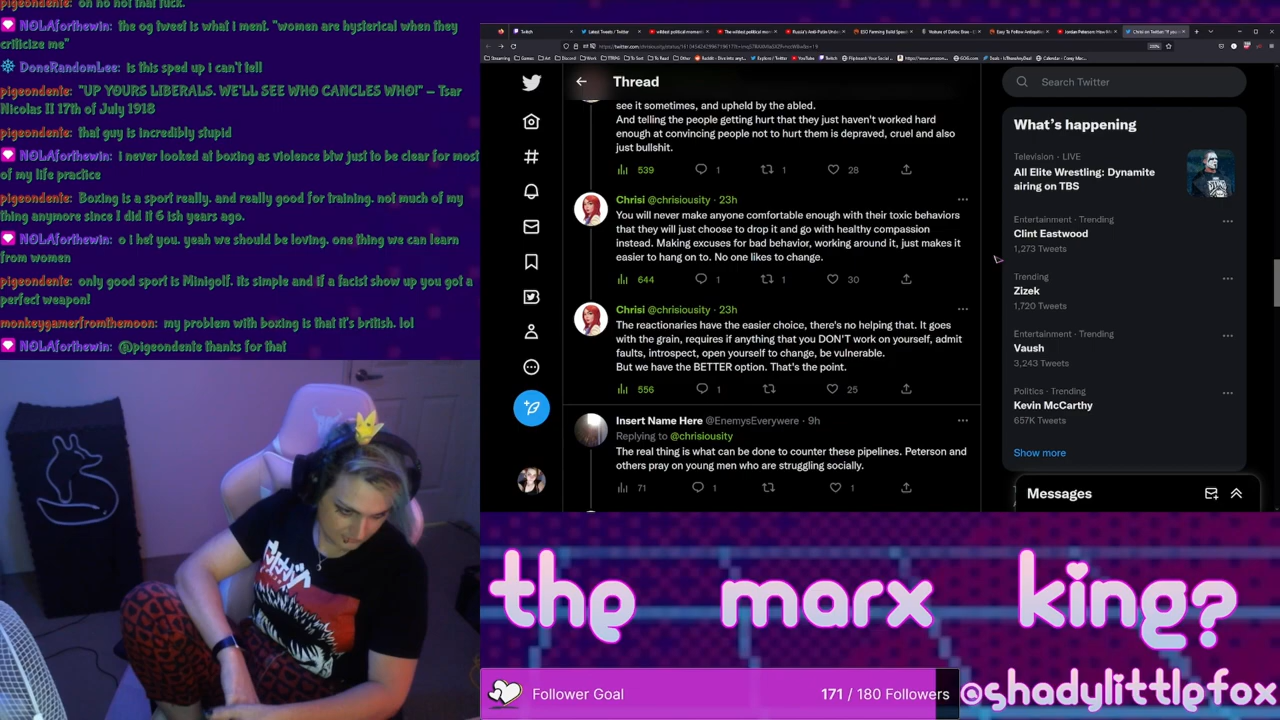 pigeondente: oh no not that fuck.
NOLAforthewin: the og tweet is what i ment. "women are hysterical when they
criticize me"
DoneRandomLee: is this sped up i can't tell
pigeondente: "UP YOURS LIBERALS. WE'LL SEE WHO CANCLES WHO!" – Tsar
Nicolas II 17th of July 1918
pigeondente: that guy is incredibly stupid
NOLAforthewin: i never looked at boxing as violence btw just to be clear for most
of my life practice
pigeondente: Boxing is a sport really. and really good for training. not much of my
thing anymore since I did it 6 ish years ago.
NOLAforthewin: o i bet you. yeah we should be loving. one thing we can learn
from women
pigeondente: only good sport is Minigolf. its simple and if a facist show up you got a
perfect weapon!
monkeygamerfromthemoon: my problem with boxing is that it's british. lol
NOLAforthewin: @pigeondente thanks for that
Twitch
Latest Tweets / Twitter
Thread
see it sometimes, and upheld by the abled.
And telling the people getting hurt that they just haven't worked hard
enough at convincing people not to hurt them is depraved, cruel and also
just bullshit.
539 1 1 28
Chrisi @chrisiousity · 23h
You will never make anyone comfortable enough with their toxic behaviors
that they will just choose to drop it and go with healthy compassion
instead. Making excuses for bad behavior, working around it, just makes it
easier to hang on to. No one likes to change.
644 1 1 30
Chrisi @chrisiousity · 23h
The reactionaries have the easier choice, there's no helping that. It goes
with the grain, requires if anything that you DON'T work on yourself, admit
faults, introspect, open yourself to change, be vulnerable.
But we have the BETTER option. That's the point.
556 1 25
Insert Name Here @EnemysEverywere · 9h
Replying to @chrisiousity
The real thing is what can be done to counter these pipelines. Peterson and
others pray on young men who are struggling socially.
71 1 1
Search Twitter
What's happening
Television · LIVE
All Elite Wrestling: Dynamite
airing on TBS
Entertainment · Trending
Clint Eastwood
1,273 Tweets
Trending
Zizek
1,720 Tweets
Entertainment · Trending
Vaush
3,243 Tweets
Politics · Trending
Kevin McCarthy
657K Tweets
Show more
Messages
the marx king?
Follower Goal 171 / 180 Followers
@shadylittlefox